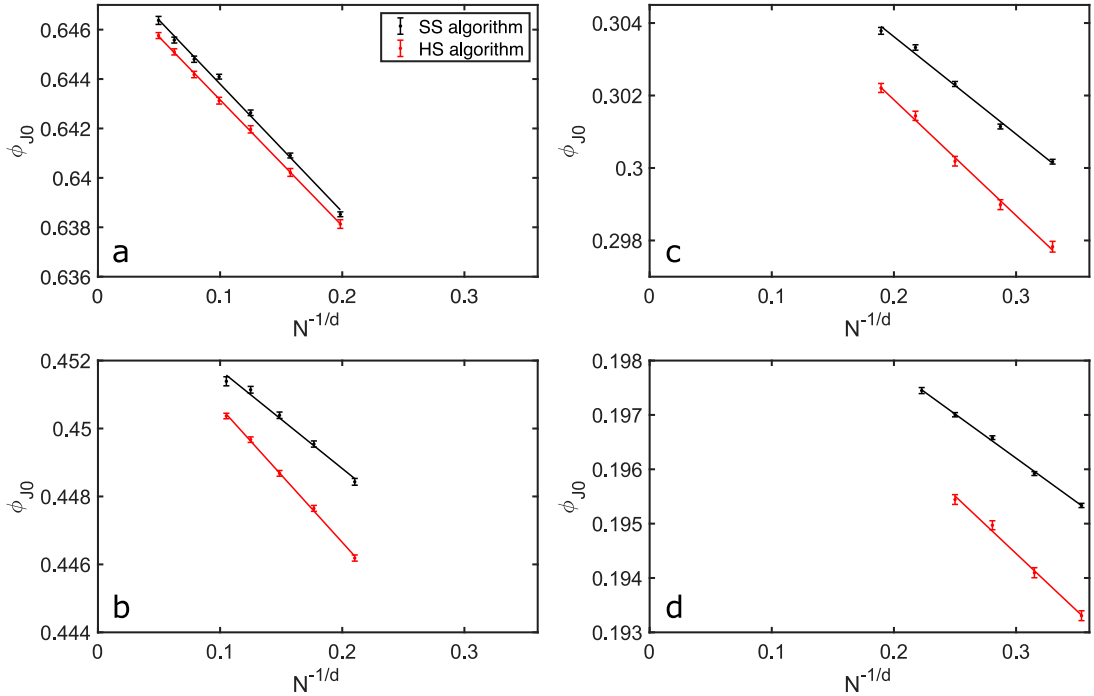 0.646
0.644
0.642
0.64
0.638
0.636
ϕJ0
SS algorithm
HS algorithm
a
0 0.1 0.2 0.3
N-1/d
0.304
0.302
0.3
0.298
ϕJ0
c
0 0.1 0.2 0.3
N-1/d
0.452
0.45
0.448
0.446
0.444
ϕJ0
b
0 0.1 0.2 0.3
N-1/d
0.198
0.197
0.196
0.195
0.194
0.193
ϕJ0
d
0 0.1 0.2 0.3
N-1/d